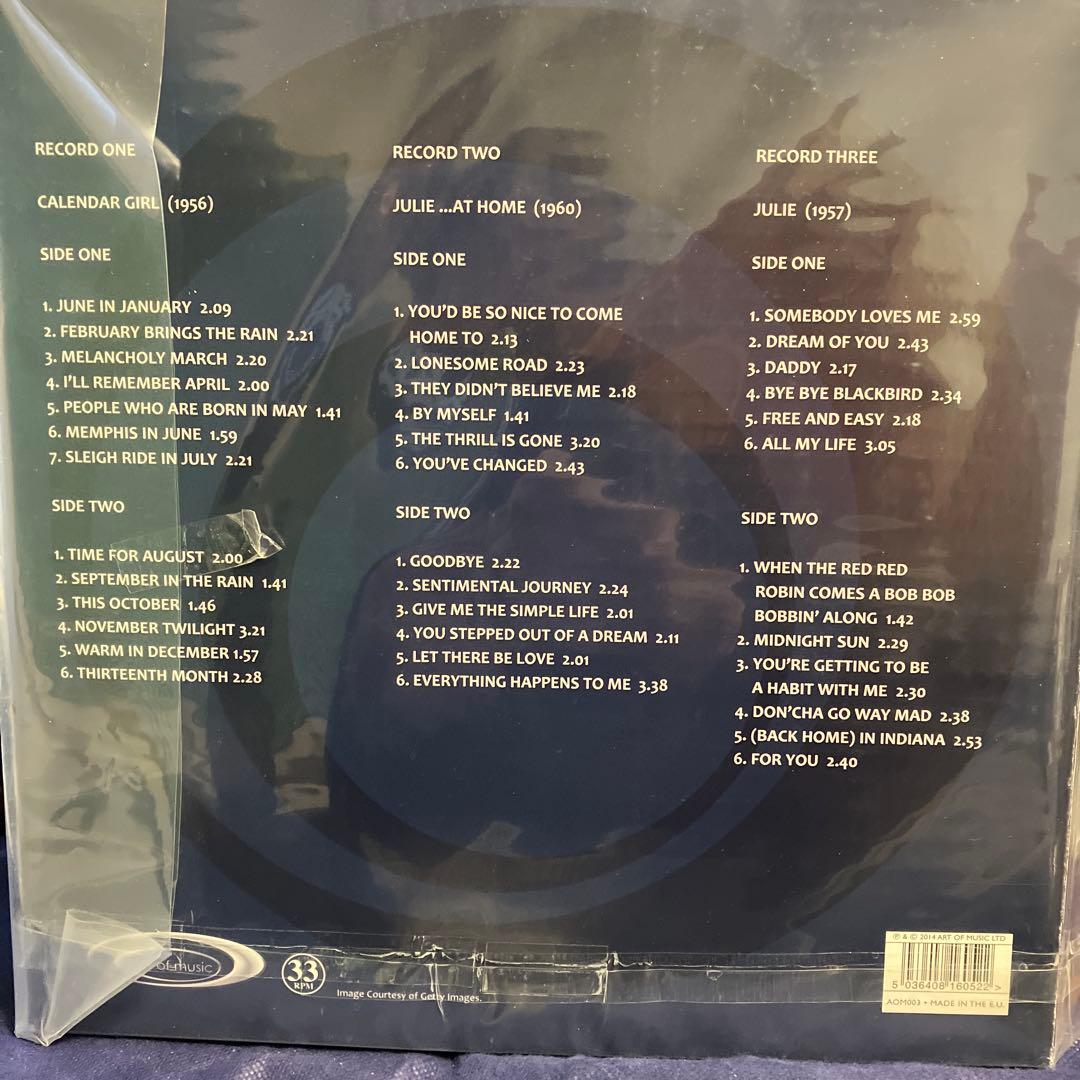 RECORD ONE
CALENDAR GIRL (1956)
SIDE ONE
1. JUNE IN JANUARY 2.09
2. FEBRUARY BRINGS THE RAIN 2.21
3. MELANCHOLY MARCH 2.20
4. I'LL REMEMBER APRIL 2.00
5. PEOPLE WHO ARE BORN IN MAY 1.41
6. MEMPHIS IN JUNE 1.59
7. SLEIGH RIDE IN JULY 2.21
SIDE TWO
1. TIME FOR AUGUST 2.00
2. SEPTEMBER IN THE RAIN 1.41
3. THIS OCTOBER 1.46
4. NOVEMBER TWILIGHT 3.21
5. WARM IN DECEMBER 1.57
6. THIRTEENTH MONTH 2.28
RECORD TWO
JULIE ...AT HOME (1960)
SIDE ONE
1. YOU'D BE SO NICE TO COME
HOME TO 2.13
2. LONESOME ROAD 2.23
3. THEY DIDN'T BELIEVE ME 2.18
4. BY MYSELF 1.41
5. THE THRILL IS GONE 3.20
6. YOU'VE CHANGED 2.43
SIDE TWO
1. GOODBYE 2.22
2. SENTIMENTAL JOURNEY 2.24
3. GIVE ME THE SIMPLE LIFE 2.01
4. YOU STEPPED OUT OF A DREAM 2.11
5. LET THERE BE LOVE 2.01
6. EVERYTHING HAPPENS TO ME 3.38
RECORD THREE
JULIE (1957)
SIDE ONE
1. SOMEBODY LOVES ME 2.59
2. DREAM OF YOU 2.43
3. DADDY 2.17
4. BYE BYE BLACKBIRD 2.34
5. FREE AND EASY 2.18
6. ALL MY LIFE 3.05
SIDE TWO
1. WHEN THE RED RED
ROBIN COMES A BOB BOB
BOBBIN' ALONG 1.42
2. MIDNIGHT SUN 2.29
3. YOU'RE GETTING TO BE
A HABIT WITH ME 2.30
4. DON'CHA GO WAY MAD 2.38
5. (BACK HOME) IN INDIANA 2.53
6. FOR YOU 2.40
of music
33
RPM
Image Courtesy of Getty Images.
℗ & © 2014 ART OF MUSIC LTD
5 036408 160522 >
AOM003 • MADE IN THE E.U.